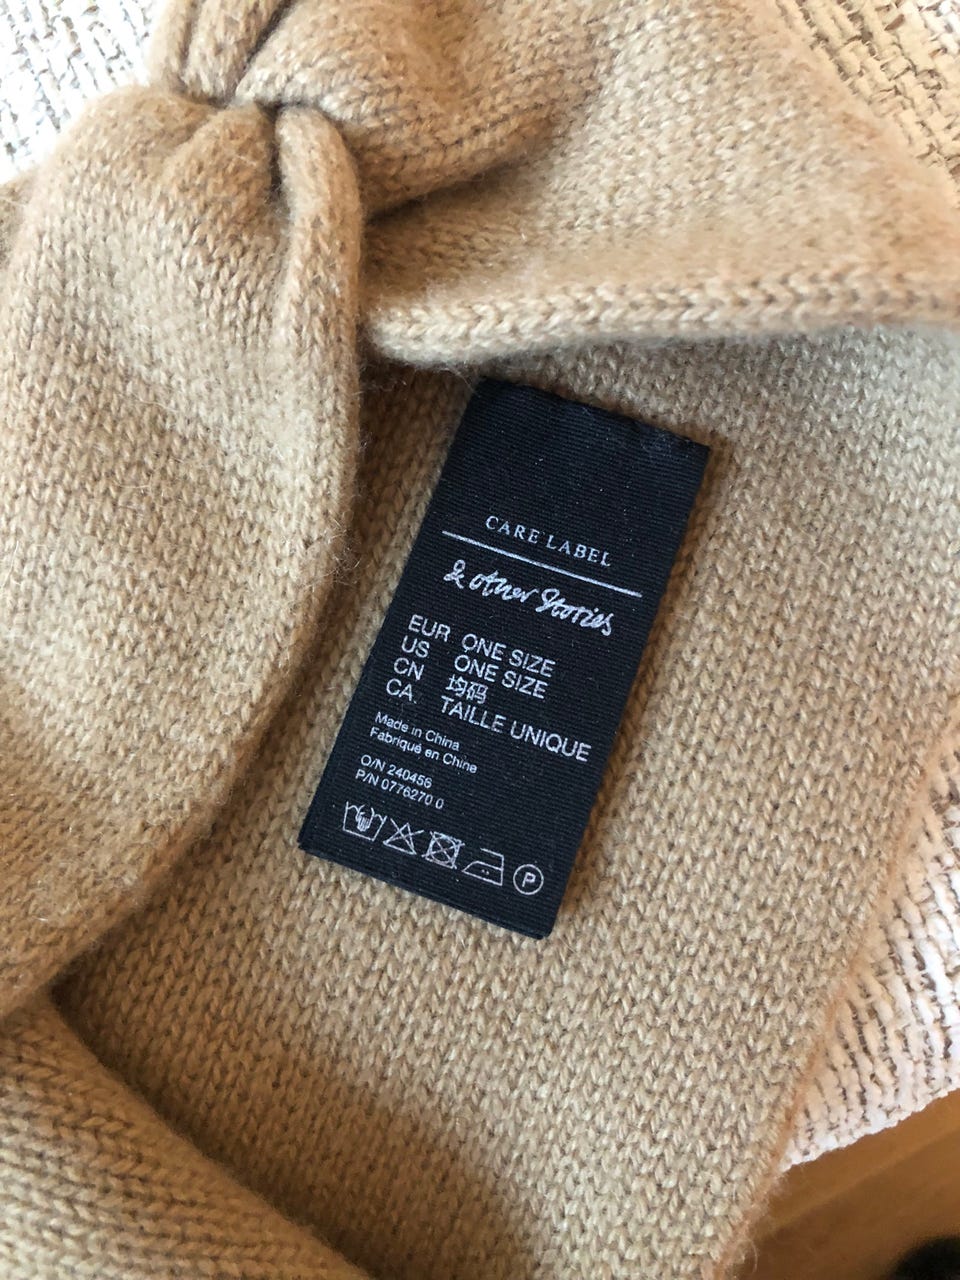 CARE LABEL
& other Stories
EUR ONE SIZE
US ONE SIZE
CN 均码
CA. TAILLE UNIQUE
Made in China
Fabriqué en Chine
O/N 240456
P/N 0776270 0
P